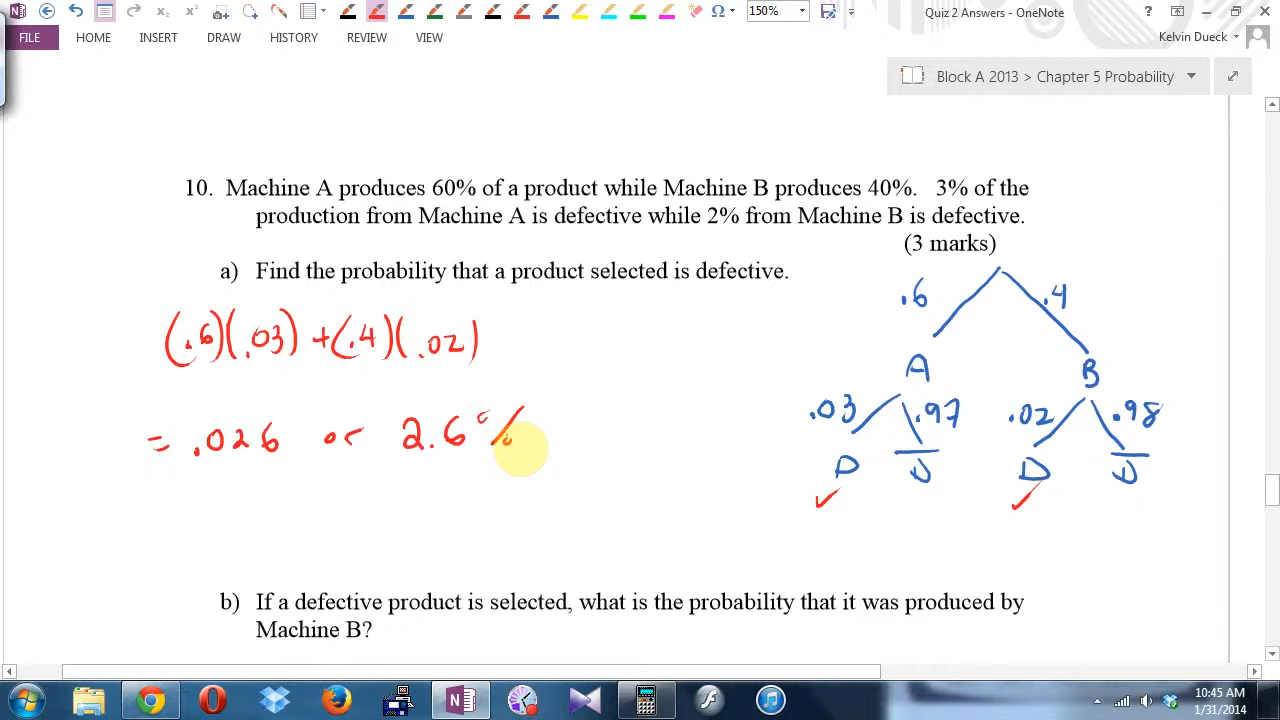 150%
Quiz 2 Answers - OneNote
FILE HOME INSERT DRAW HISTORY REVIEW VIEW
Kelvin Dueck
Block A 2013 > Chapter 5 Probability
10. Machine A produces 60% of a product while Machine B produces 40%. 3% of the
production from Machine A is defective while 2% from Machine B is defective.
(3 marks)
a) Find the probability that a product selected is defective.
.6 .4
(.6)(.03) + (.4)(.02)
A B
.03 .97 .02 .98
= .026 or 2.6%
D D̅ D D̅
b) If a defective product is selected, what is the probability that it was produced by
Machine B?
10:45 AM
1/31/2014